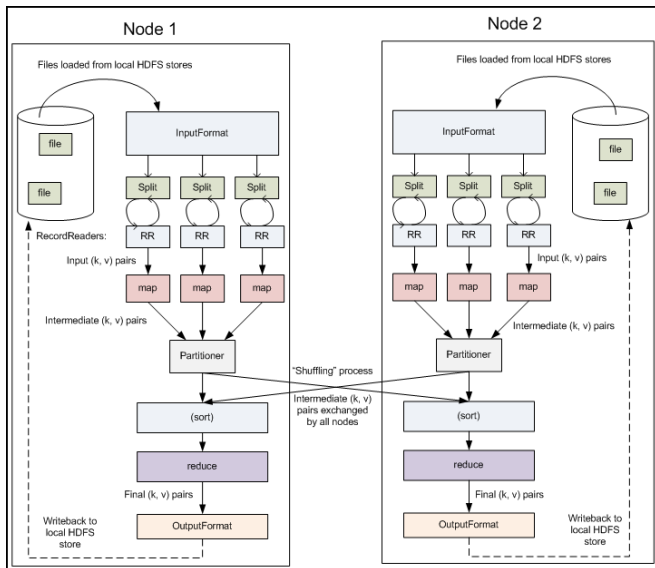 Node 1
Node 2
Files loaded from local HDFS stores
Files loaded from local HDFS stores
file
file
InputFormat
InputFormat
file
file
Split
Split
Split
Split
Split
Split
RecordReaders:
RR
RR
RR
RR
RR
RR
Input (k, v) pairs
Input (k, v) pairs
map
map
map
map
map
map
Intermediate (k, v) pairs
Intermediate (k, v) pairs
Partitioner
Partitioner
"Shuffling" process
Intermediate (k, v)
pairs exchanged
by all nodes
(sort)
(sort)
reduce
reduce
Final (k, v) pairs
Final (k, v) pairs
Writeback to
local HDFS
store
OutputFormat
OutputFormat
Writeback to
local HDFS
store